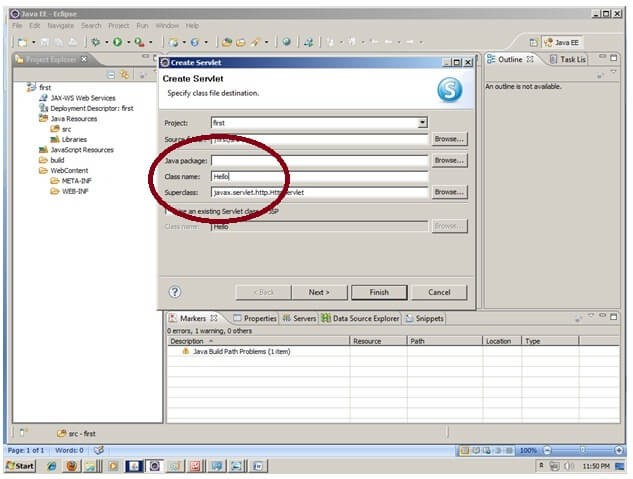 Java EE - Eclipse
File Edit Navigate Search Project Run Window Help
Java EE
Project Explorer
first
JAX-WS Web Services
Deployment Descriptor: first
Java Resources
src
Libraries
JavaScript Resources
build
WebContent
META-INF
WEB-INF
Create Servlet
Create Servlet
Specify class file destination.
Project: first
Browse...
Java package: Browse...
Class name: Hello
Superclass: javax.servlet.http.HttpServlet Browse...
an existing Servlet class
Class name: Hello Browse...
< Back Next > Finish Cancel
Outline Task Lis
An outline is not available.
Markers Properties Servers Data Source Explorer Snippets
0 errors, 1 warning, 0 others
Description Resource Path Location Type
Java Build Path Problems (1 item)
src - first
Page: 1 of 1 Words: 0 100%
Start 11:50 PM